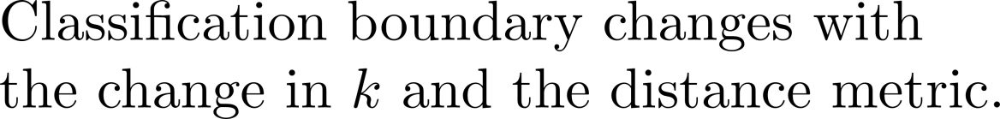 Classification boundary changes with
the change in k and the distance metric.